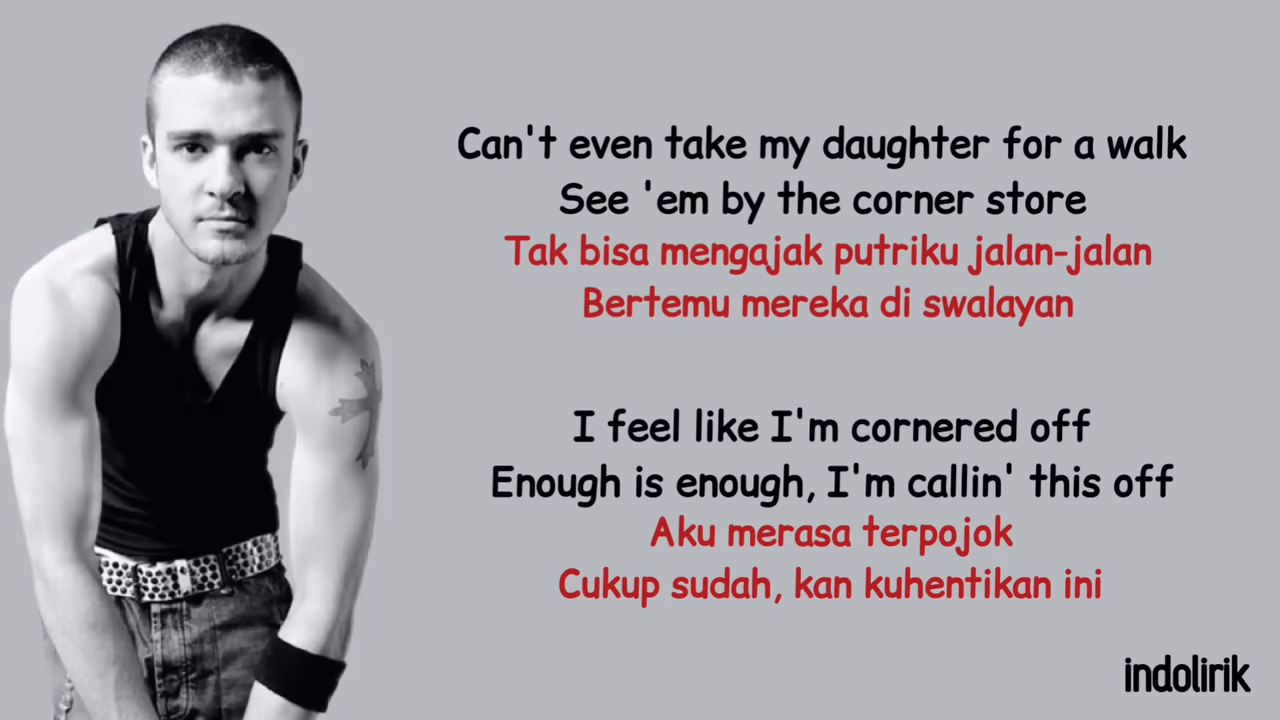 Can't even take my daughter for a walk
See 'em by the corner store
Tak bisa mengajak putriku jalan-jalan
Bertemu mereka di swalayan
I feel like I'm cornered off
Enough is enough, I'm callin' this off
Aku merasa terpojok
Cukup sudah, kan kuhentikan ini
indolirik